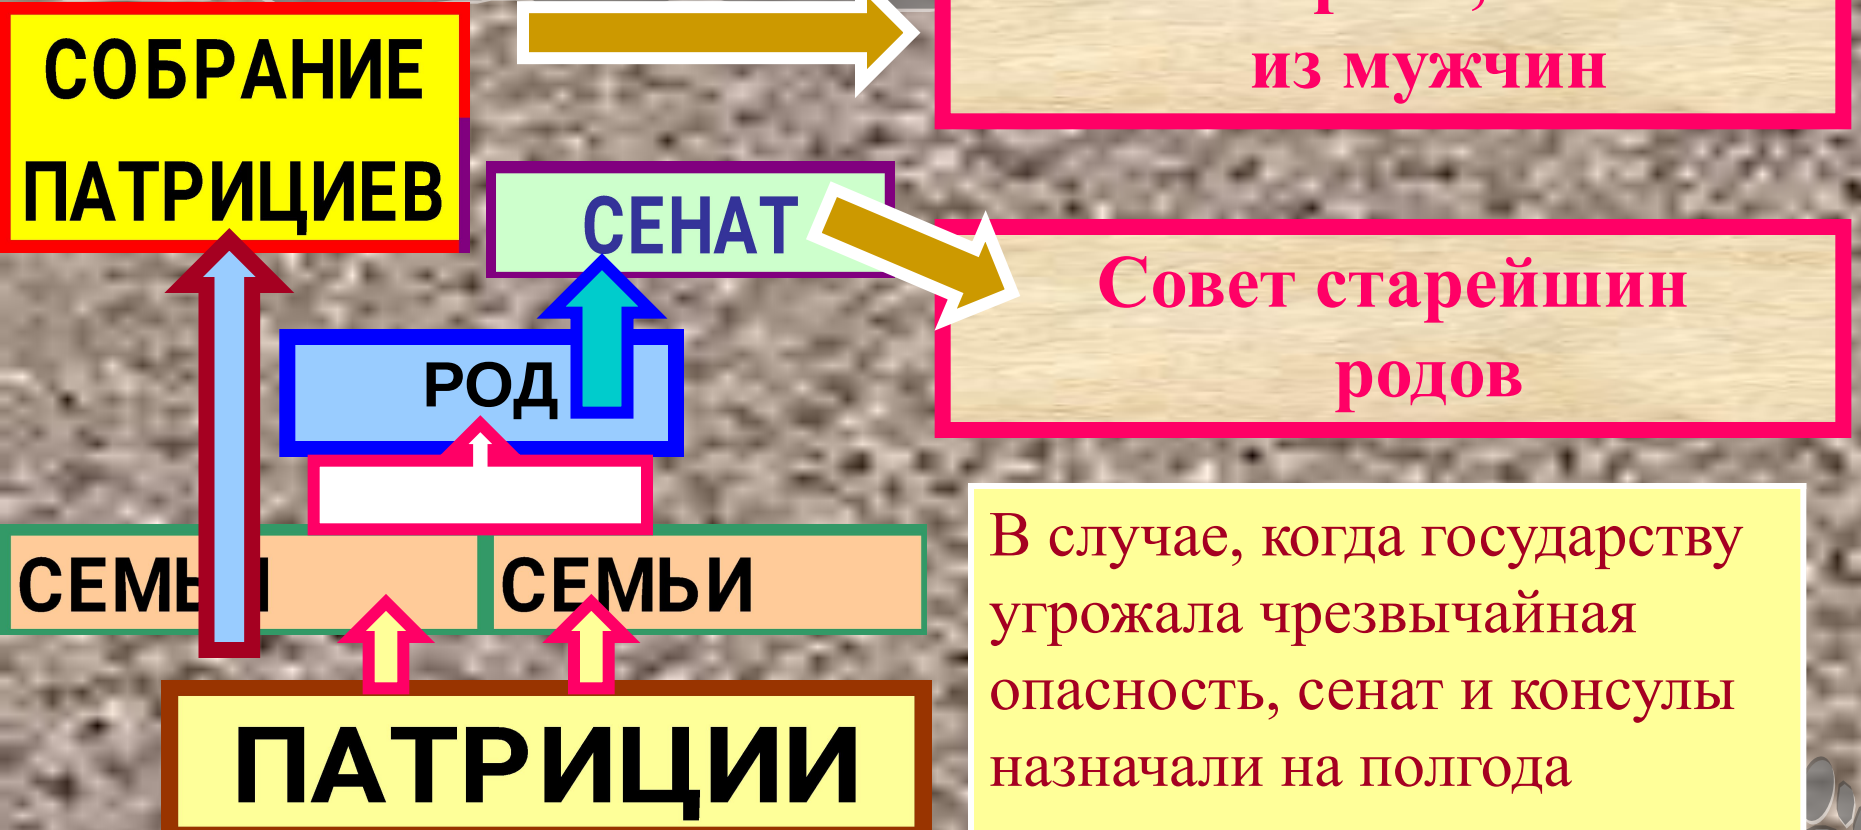 СОБРАНИЕ
ПАТРИЦИЕВ
из мужчин
СЕНАТ
Совет старейшин
родов
РОД
СЕМЬИ
СЕМЬИ
ПАТРИЦИИ
В случае, когда государству
угрожала чрезвычайная
опасность, сенат и консулы
назначали на полгода